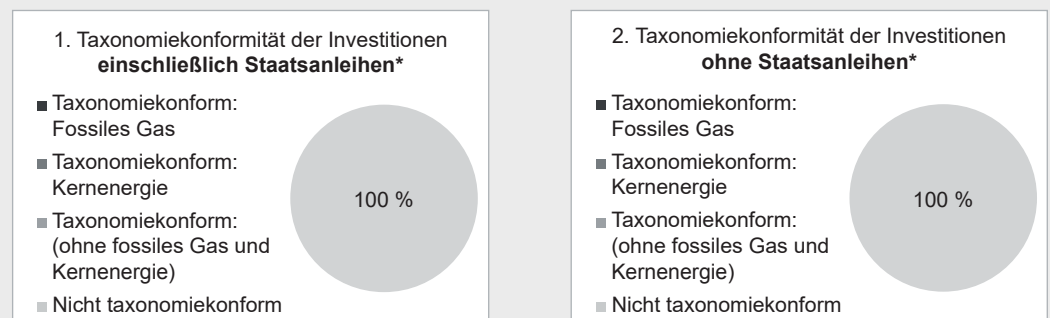 1. Taxonomiekonformität der Investitionen
einschließlich Staatsanleihen*
Taxonomiekonform:
Fossiles Gas
Taxonomiekonform:
Kernenergie
Taxonomiekonform:
(ohne fossiles Gas und
Kernenergie)
Nicht taxonomiekonform
100 %
2. Taxonomiekonformität der Investitionen
ohne Staatsanleihen*
Taxonomiekonform:
Fossiles Gas
Taxonomiekonform:
Kernenergie
Taxonomiekonform:
(ohne fossiles Gas und
Kernenergie)
Nicht taxonomiekonform
100 %